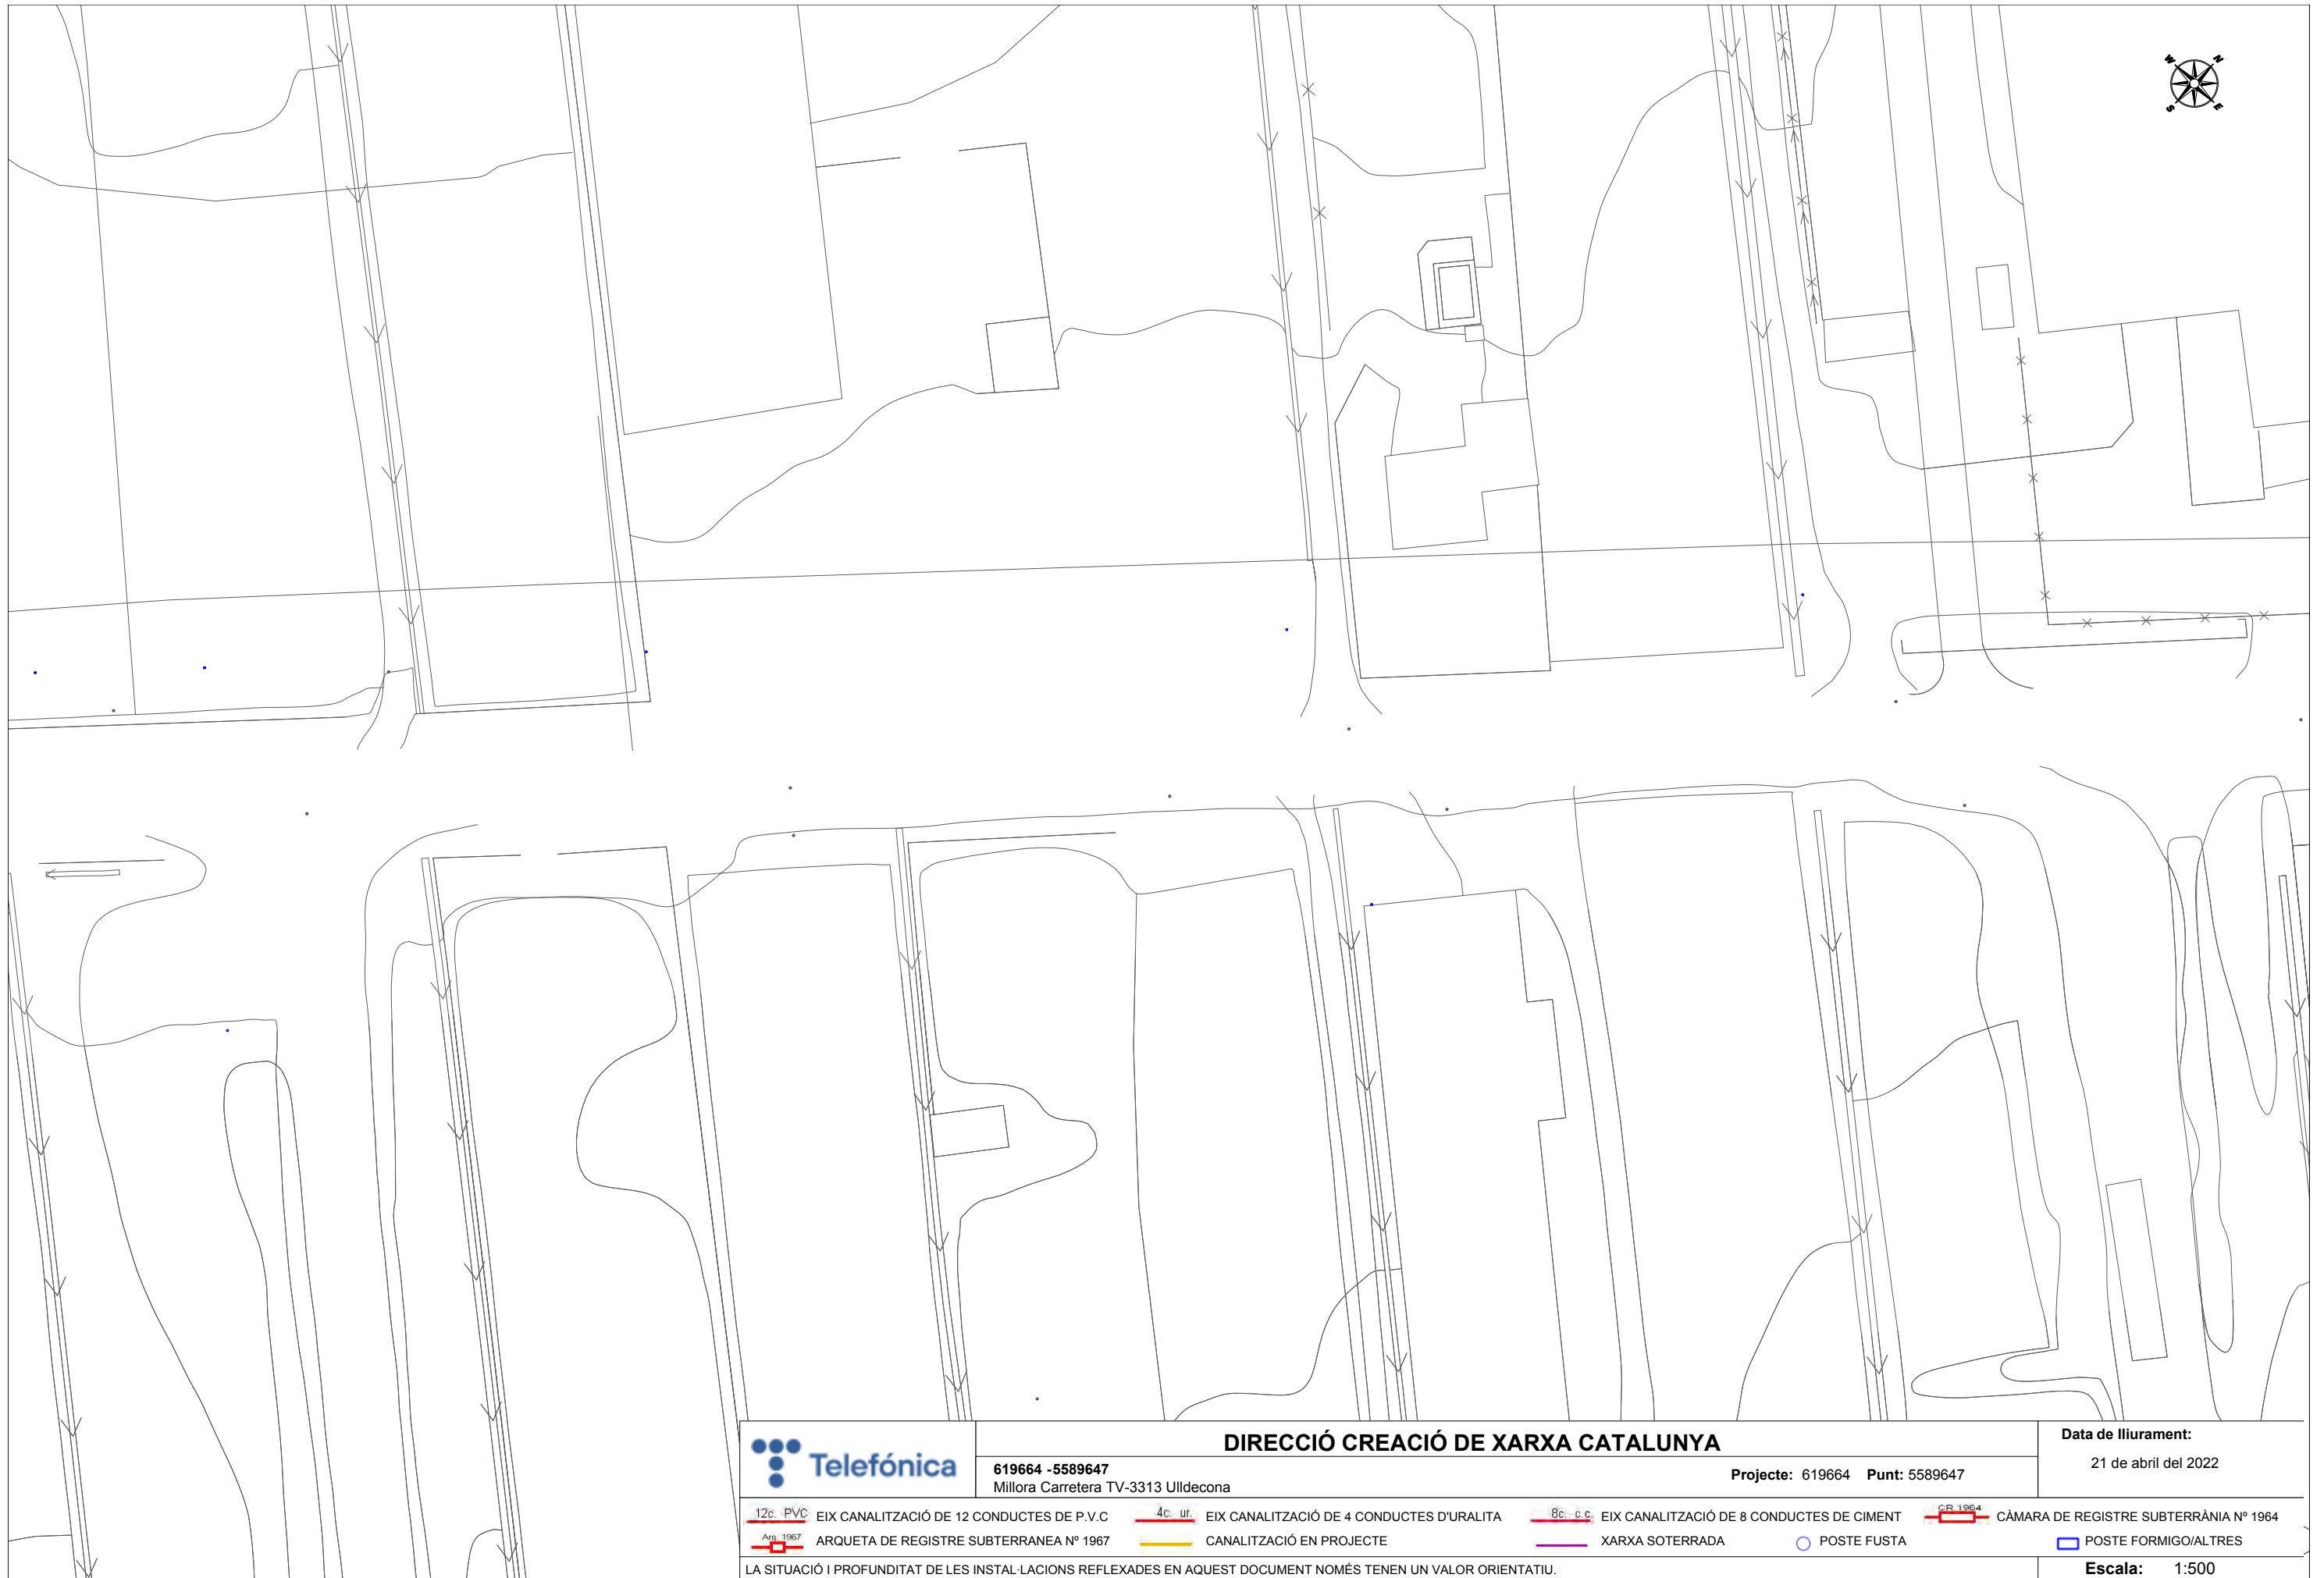 N
W
E
S
Telefónica
DIRECCIÓ CREACIÓ DE XARXA CATALUNYA
Data de lliurament:
21 de abril del 2022
619664 -5589647
Millora Carretera TV-3313 Ulldecona
Projecte: 619664 Punt: 5589647
12c. PVC EIX CANALITZACIÓ DE 12 CONDUCTES DE P.V.C
4c. ur. EIX CANALITZACIÓ DE 4 CONDUCTES D'URALITA
8c. c.c. EIX CANALITZACIÓ DE 8 CONDUCTES DE CIMENT
CR 1964 CÀMARA DE REGISTRE SUBTERRÀNIA Nº 1964
Arq. 1967 ARQUETA DE REGISTRE SUBTERRANEA Nº 1967
CANALITZACIÓ EN PROJECTE
XARXA SOTERRADA
POSTE FUSTA
POSTE FORMIGO/ALTRES
LA SITUACIÓ I PROFUNDITAT DE LES INSTAL·LACIONS REFLEXADES EN AQUEST DOCUMENT NOMÉS TENEN UN VALOR ORIENTATIU.
Escala: 1:500